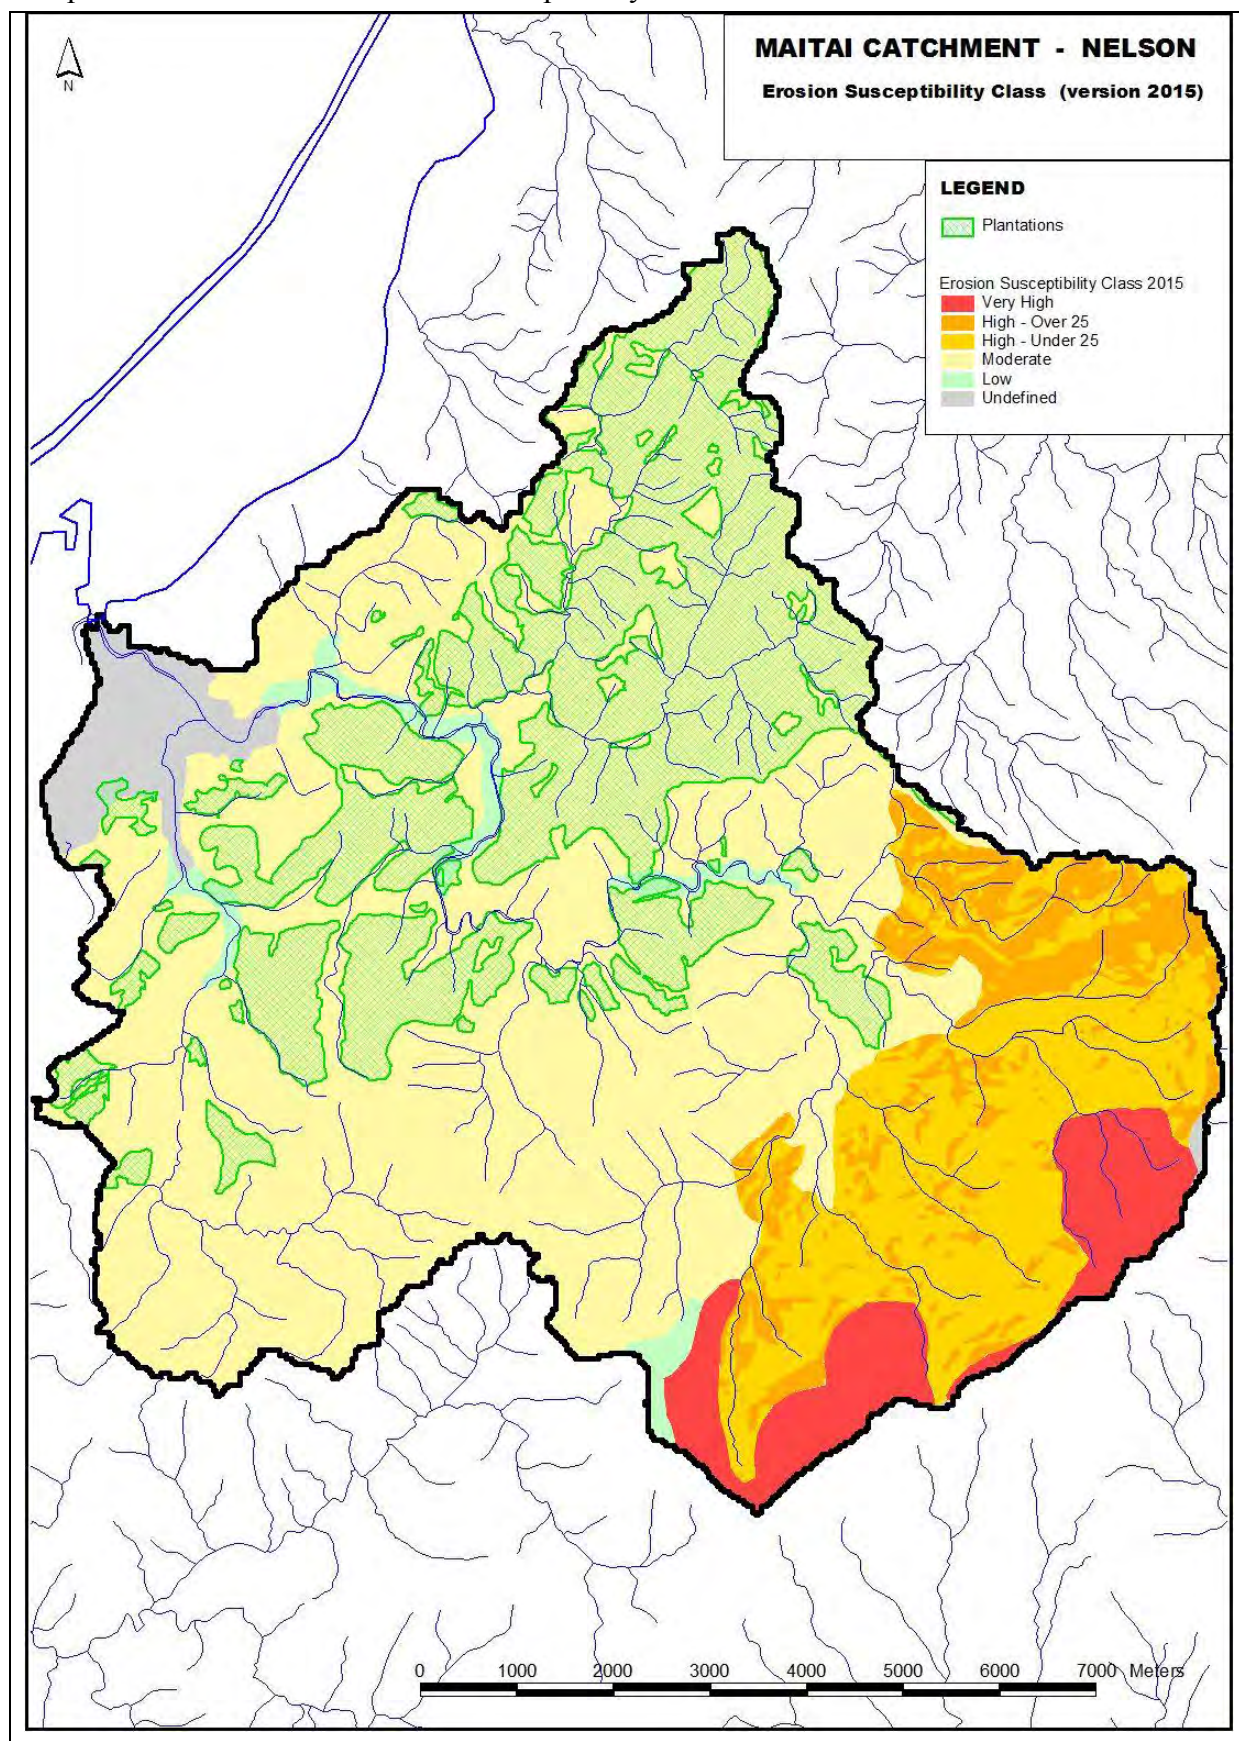 N
MAITAI CATCHMENT - NELSON
Erosion Susceptibility Class (version 2015)
LEGEND
Plantations
Erosion Susceptibility Class 2015
Very High
High - Over 25
High - Under 25
Moderate
Low
Undefined
0 1000 2000 3000 4000 5000 6000 7000 Meters